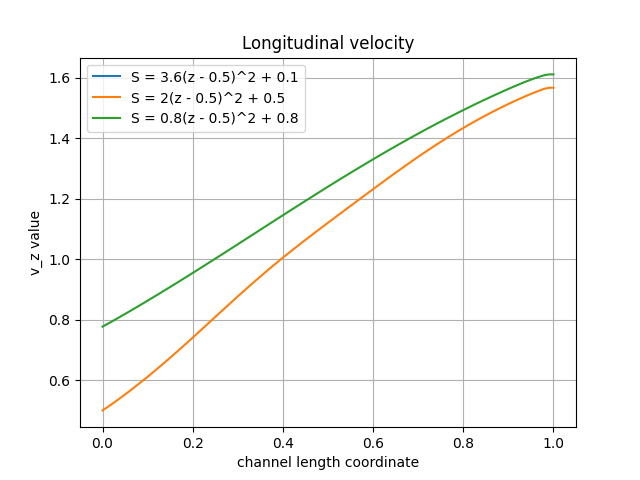 Longitudinal velocity
S = 3.6(z - 0.5)^2 + 0.1
S = 2(z - 0.5)^2 + 0.5
S = 0.8(z - 0.5)^2 + 0.8
v_z value
1.6
1.4
1.2
1.0
0.8
0.6
0.0 0.2 0.4 0.6 0.8 1.0
channel length coordinate